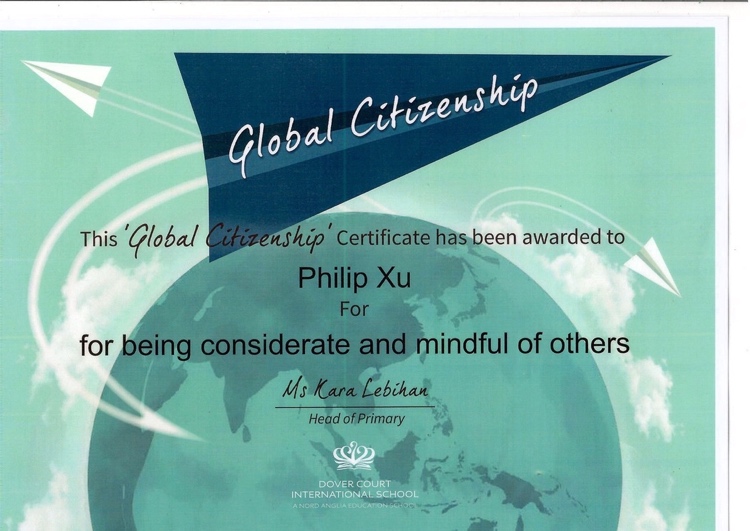 Global Citizenship
This 'Global Citizenship' Certificate has been awarded to
Philip Xu
For
for being considerate and mindful of others
Ms Kara Lebihan
Head of Primary
DOVER COURT
INTERNATIONAL SCHOOL
A NORD ANGLIA EDUCATION SCHOOL